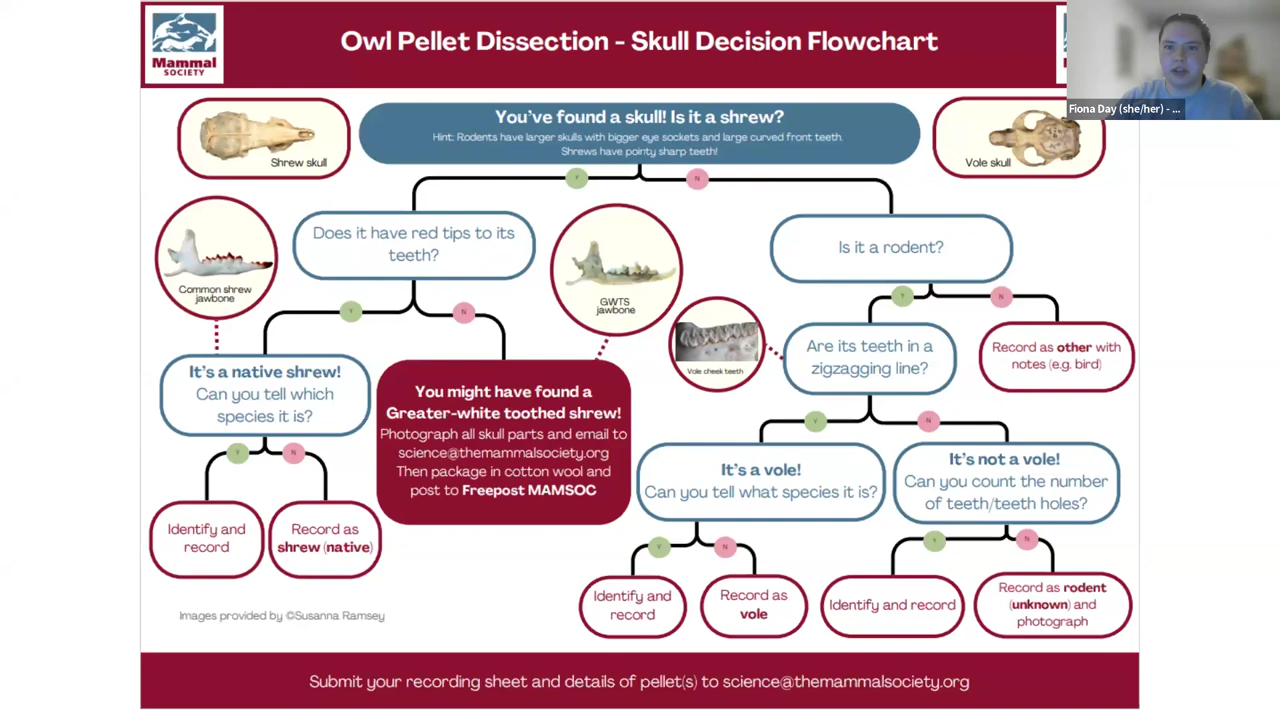 Mammal
SOCIETY
Owl Pellet Dissection - Skull Decision Flowchart
Fiona Day (she/her) - ...
Shrew skull
You've found a skull! Is it a shrew?
Hint: Rodents have larger skulls with bigger eye sockets and large curved front teeth.
Shrews have pointy sharp teeth!
Vole skull
Y
N
Does it have red tips to its
teeth?
Is it a rodent?
Common shrew
jawbone
GWTS
jawbone
Y
N
Y
N
Vole cheek teeth
Are its teeth in a
zigzagging line?
Record as other with
notes (e.g. bird)
It's a native shrew!
Can you tell which
species it is?
You might have found a
Greater-white toothed shrew!
Photograph all skull parts and email to
science@themammalsociety.org
Then package in cotton wool and
post to Freepost MAMSOC
Y
N
Y
N
It's a vole!
Can you tell what species it is?
It's not a vole!
Can you count the number
of teeth/teeth holes?
Identify and
record
Record as
shrew (native)
Y
N
Y
N
Identify and
record
Record as
vole
Identify and record
Record as rodent
(unknown) and
photograph
Images provided by ©Susanna Ramsey
Submit your recording sheet and details of pellet(s) to science@themammalsociety.org